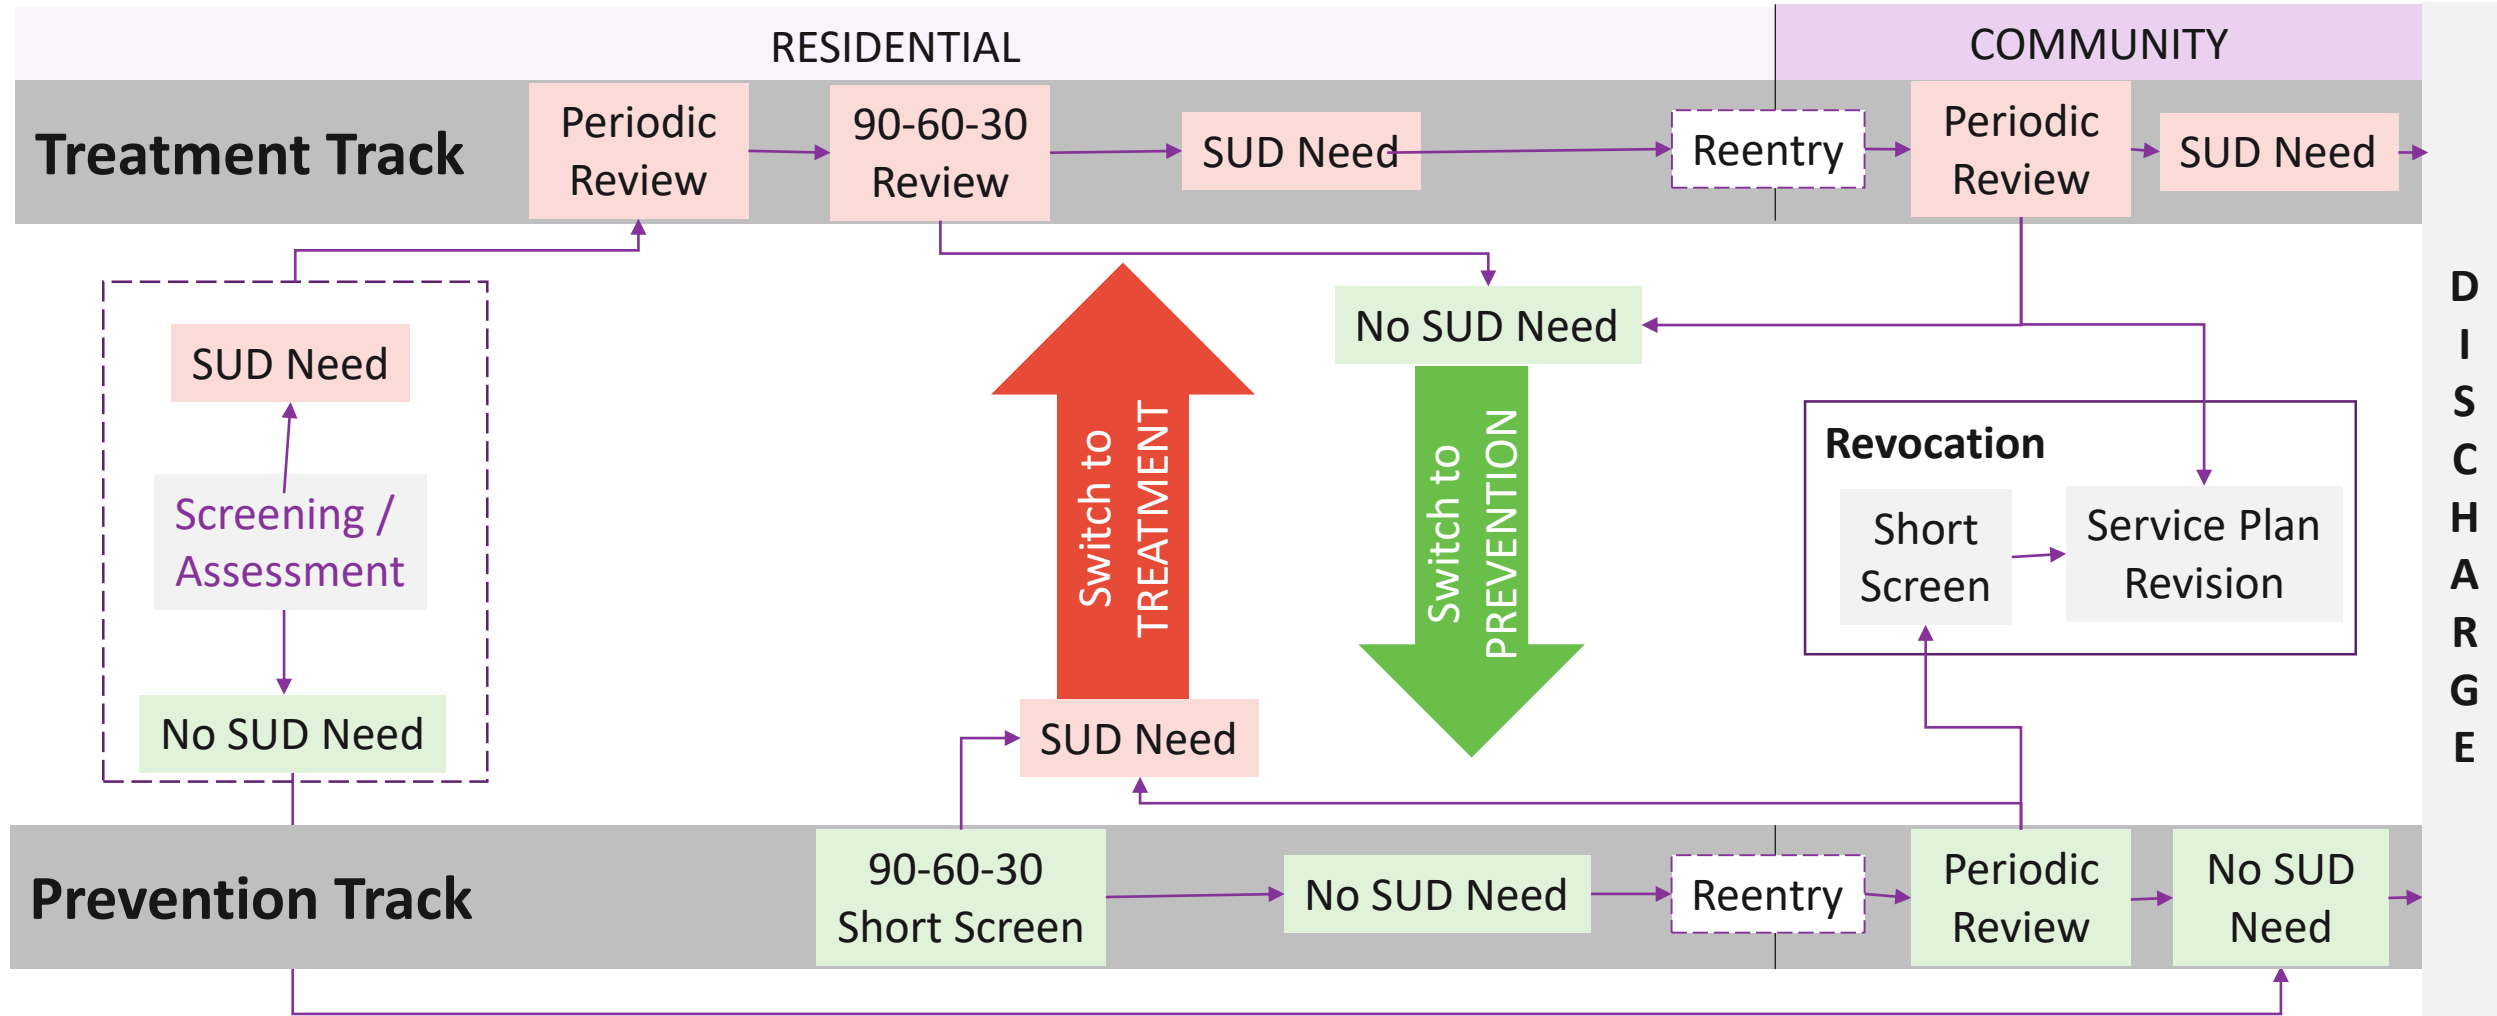 RESIDENTIAL
COMMUNITY
Treatment Track
Periodic
Review
90-60-30
Review
SUD Need
Reentry
Periodic
Review
SUD Need
SUD Need
Screening /
Assessment
No SUD Need
Switch to
TREATMENT
SUD Need
No SUD Need
Switch to
PREVENTION
Revocation
Short
Screen
Service Plan
Revision
D
I
S
C
H
A
R
G
E
Prevention Track
90-60-30
Short Screen
No SUD Need
Reentry
Periodic
Review
No SUD
Need